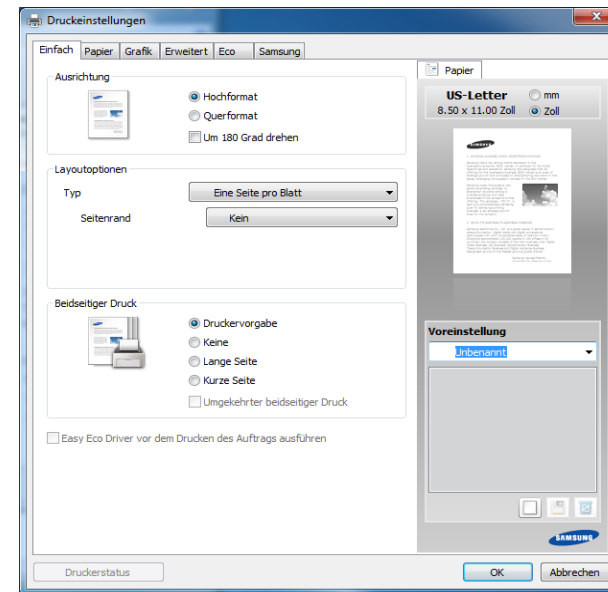 Druckeinstellungen
Einfach Papier Grafik Erweitert Eco Samsung
Ausrichtung
Hochformat
Querformat
Um 180 Grad drehen
Layoutoptionen
Typ Eine Seite pro Blatt
Seitenrand Kein
Beidseitiger Druck
Druckervorgabe
Keine
Lange Seite
Kurze Seite
Umgekehrter beidseitiger Druck
Easy Eco Driver vor dem Drucken des Auftrags ausführen
Papier
US-Letter mm
8.50 x 11.00 Zoll Zoll
SAMSUNG
Voreinstellung
Unbenannt
SAMSUNG
Druckerstatus OK Abbrechen